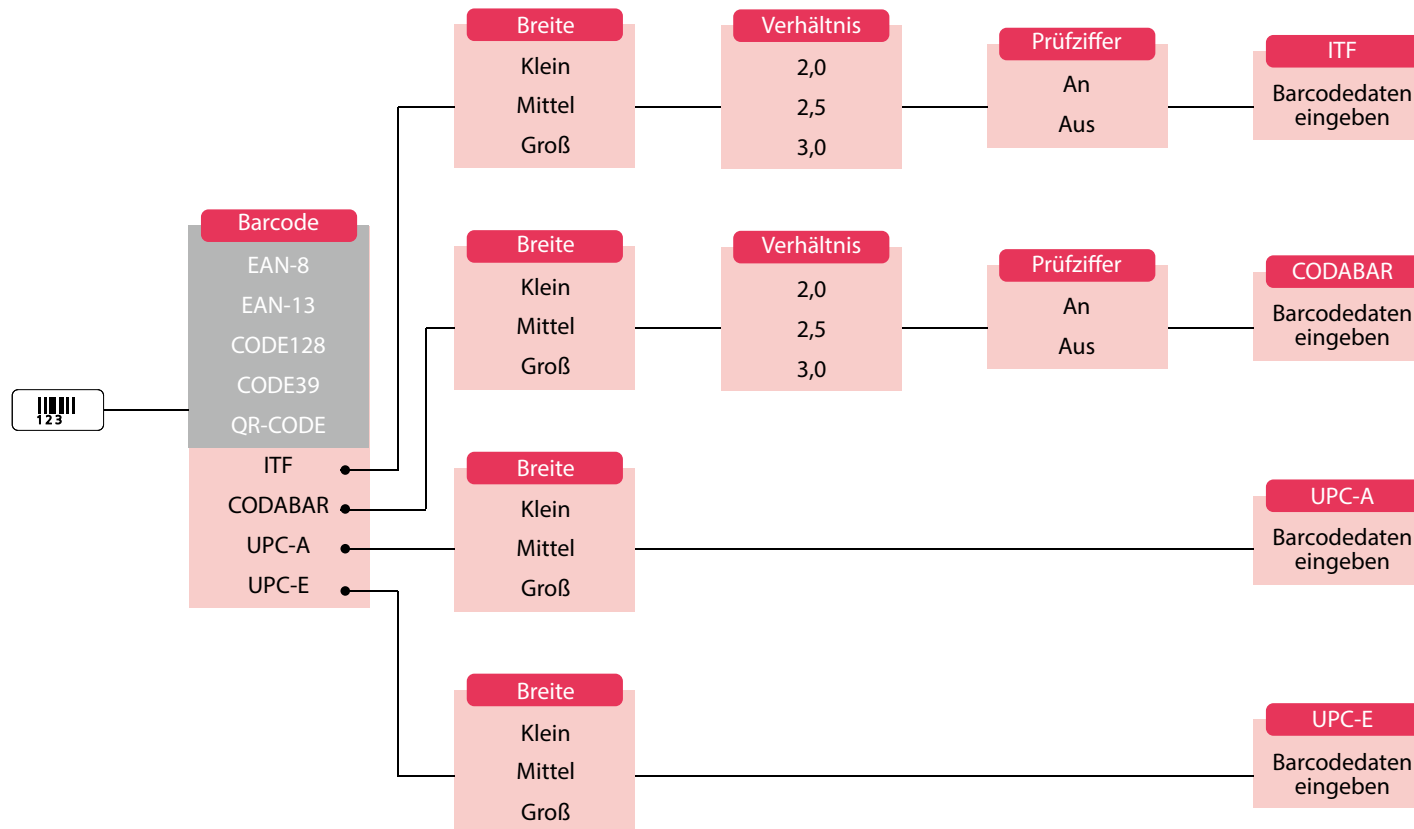 Breite
Klein
Mittel
Groß
Verhältnis
2,0
2,5
3,0
Prüfziffer
An
Aus
ITF
Barcodedaten
eingeben
Barcode
EAN-8
EAN-13
CODE128
CODE39
QR-CODE
ITF
CODABAR
UPC-A
UPC-E
123
Breite
Klein
Mittel
Groß
Verhältnis
2,0
2,5
3,0
Prüfziffer
An
Aus
CODABAR
Barcodedaten
eingeben
Breite
Klein
Mittel
Groß
UPC-A
Barcodedaten
eingeben
Breite
Klein
Mittel
Groß
UPC-E
Barcodedaten
eingeben